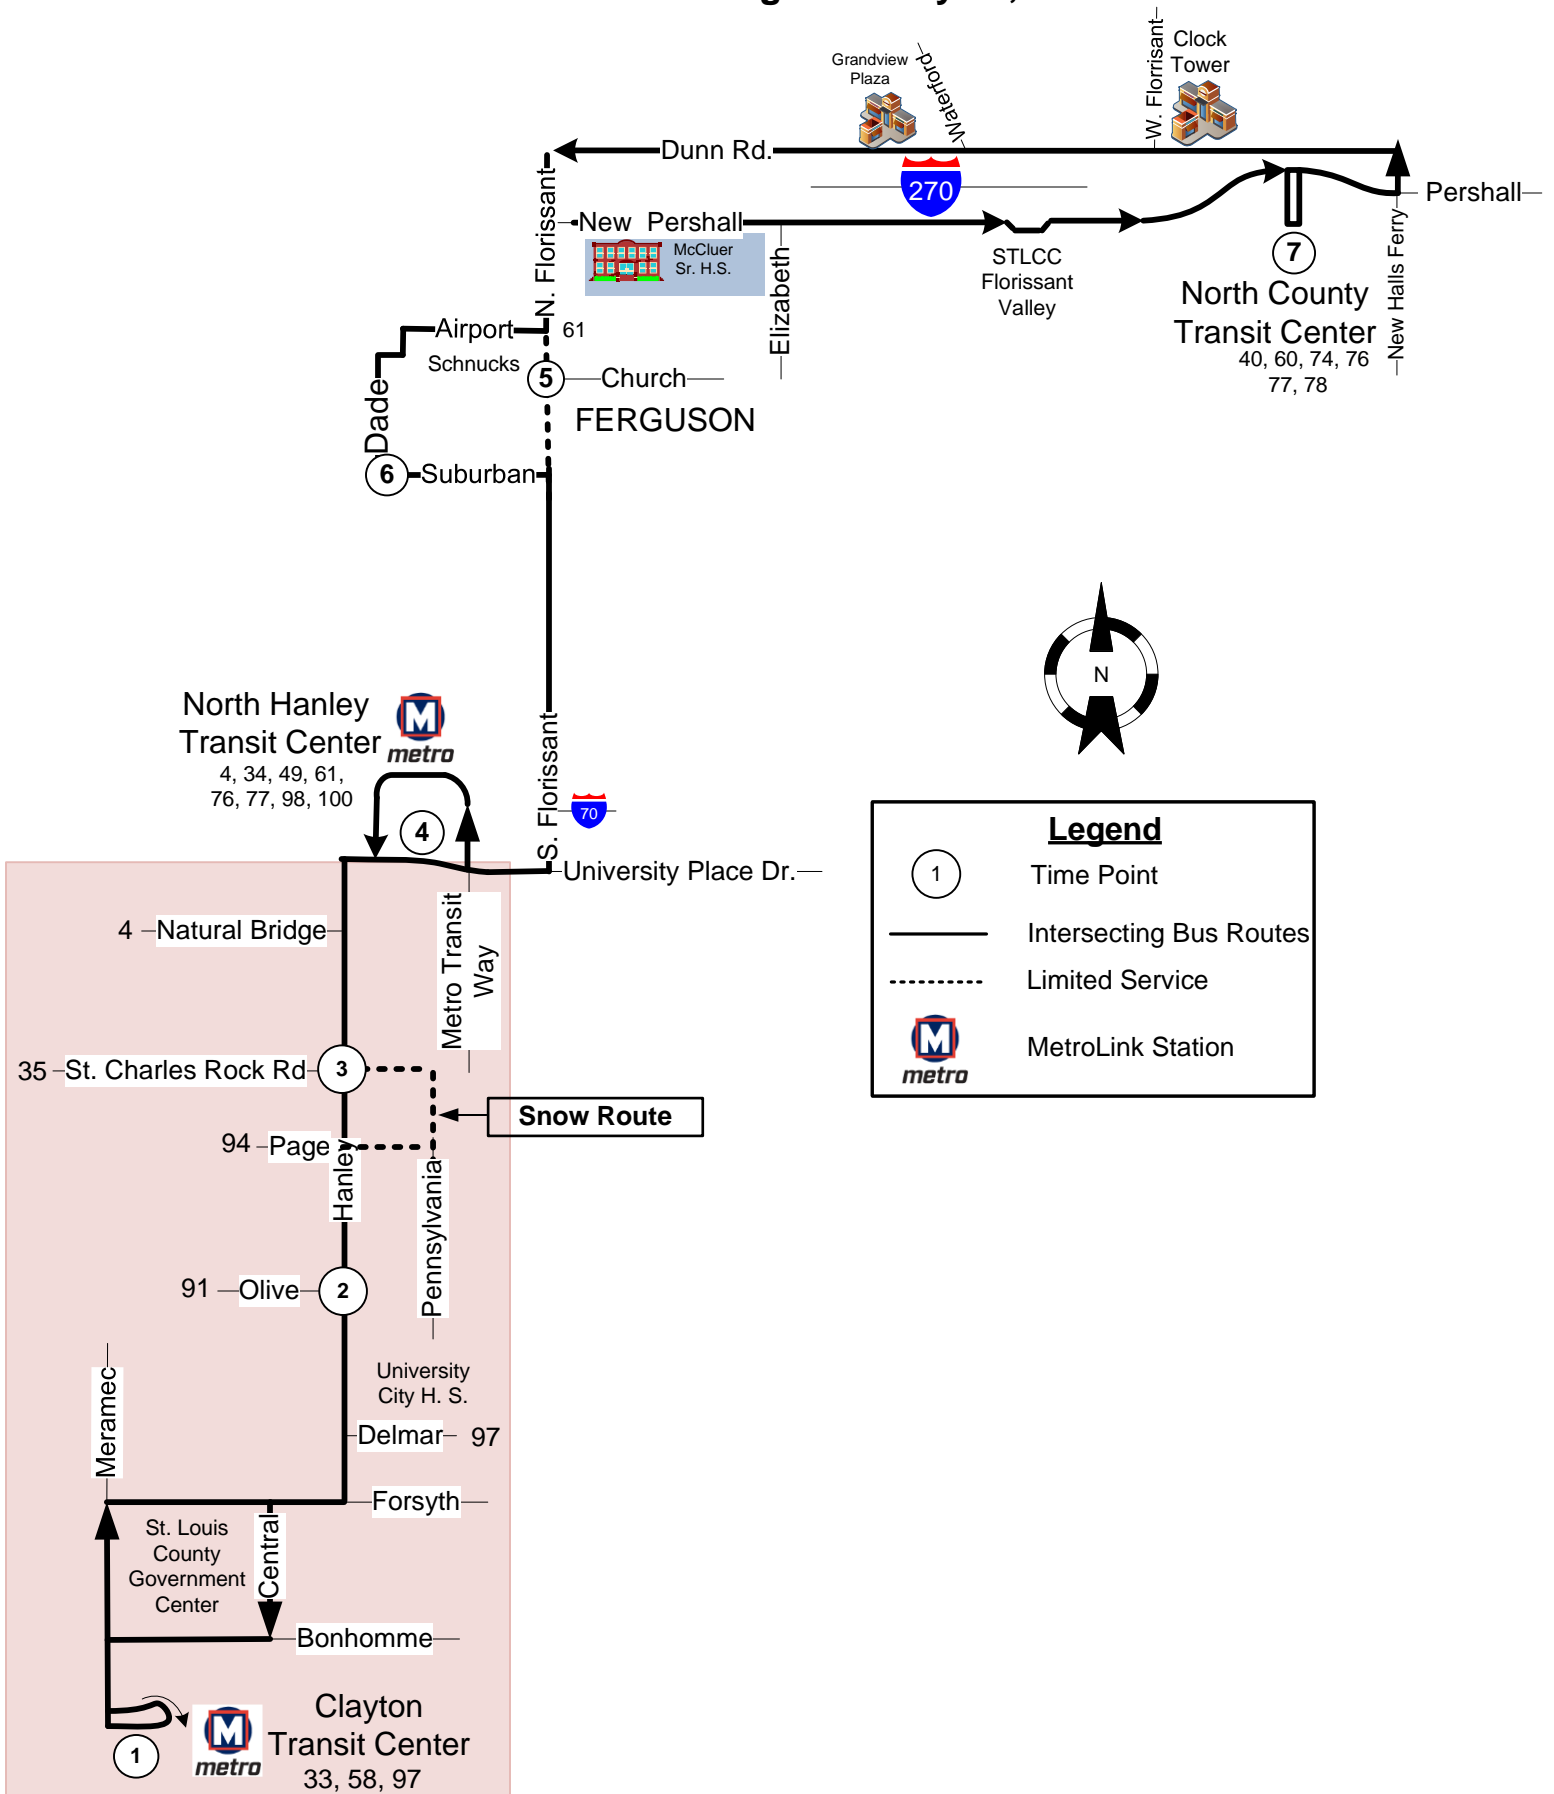 Grandview
Plaza
Waterford
W. Florrisant
Clock
Tower
Dunn Rd.
270
Pershall
N. Florissant
New Pershall
McCluer
Sr. H.S.
Elizabeth
STLCC
Florissant
Valley
7
North County
Transit Center
40, 60, 74, 76
77, 78
New Halls Ferry
Airport
61
Schnucks
5
Church
FERGUSON
Dade
6
Suburban
N
North Hanley
Transit Center
M
metro
4, 34, 49, 61,
76, 77, 98, 100
4
S. Florissant
70
University Place Dr.
Legend
1
Time Point
Intersecting Bus Routes
Limited Service
M
metro
MetroLink Station
4
Natural Bridge
Metro Transit
Way
35
St. Charles Rock Rd
3
Snow Route
94
Page
Hanley
Pennsylvania
91
Olive
2
University
City H. S.
Meramec
Delmar
97
Forsyth
St. Louis
County
Government
Center
Central
Bonhomme
1
M
metro
Clayton
Transit Center
33, 58, 97